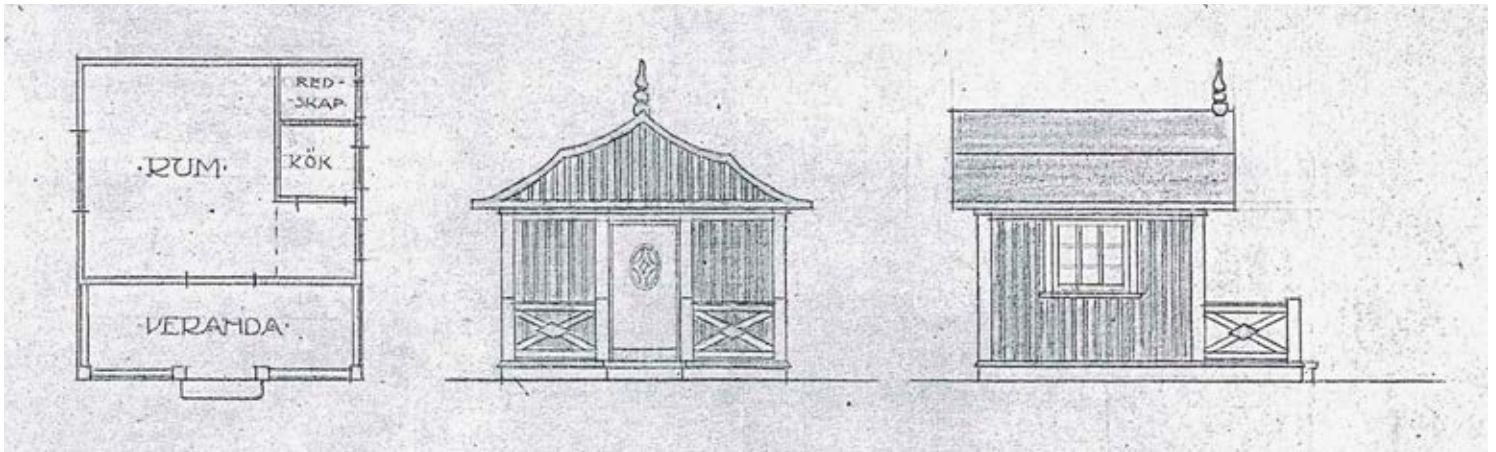 RED-
-SKAP
·RUM·
KÖK
·VERANDA·